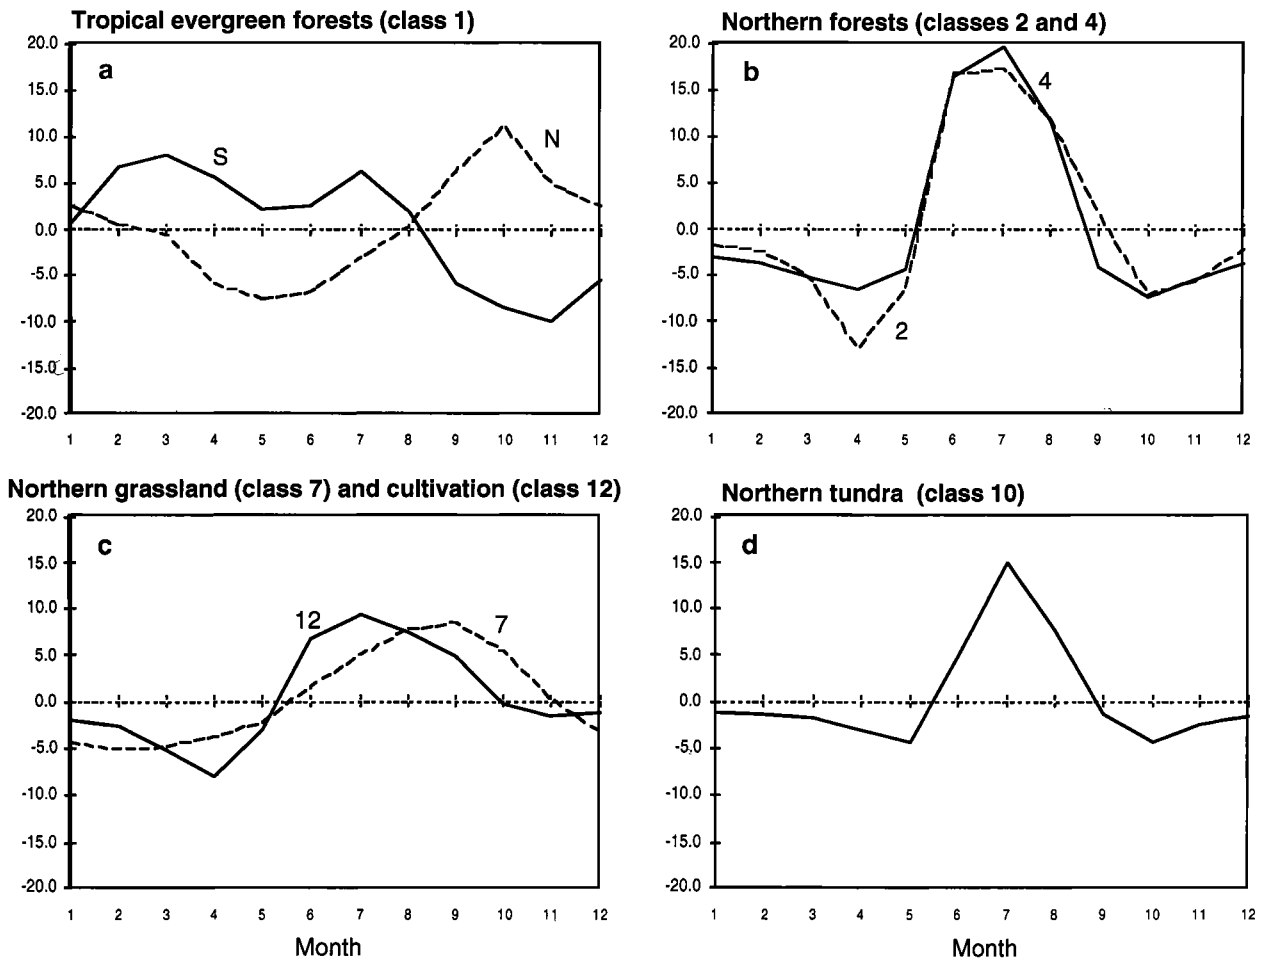 Tropical evergreen forests (class 1)
20.0
15.0
10.0
5.0
0.0
-5.0
-10.0
-15.0
-20.0
a
S
N
1 2 3 4 5 6 7 8 9 10 11 12
Northern forests (classes 2 and 4)
20.0
15.0
10.0
5.0
0.0
-5.0
-10.0
-15.0
-20.0
b
4
2
1 2 3 4 5 6 7 8 9 10 11 12
Northern grassland (class 7) and cultivation (class 12)
20.0
15.0
10.0
5.0
0.0
-5.0
-10.0
-15.0
-20.0
c
12
7
1 2 3 4 5 6 7 8 9 10 11 12
Month
Northern tundra (class 10)
20.0
15.0
10.0
5.0
0.0
-5.0
-10.0
-15.0
-20.0
d
1 2 3 4 5 6 7 8 9 10 11 12
Month